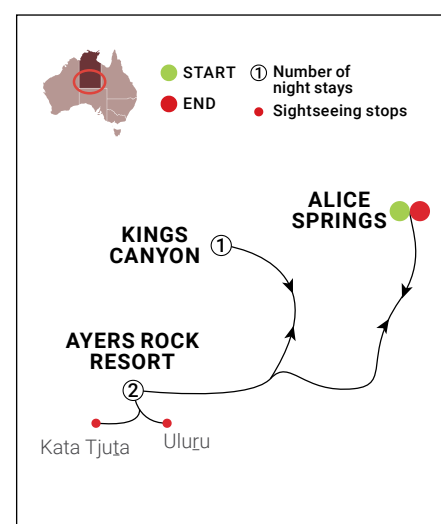 START
END
1 Number of
night stays
Sightseeing stops
ALICE
SPRINGS
KINGS
CANYON
1
AYERS ROCK
RESORT
2
Kata Tjuṯa
Uluṟu